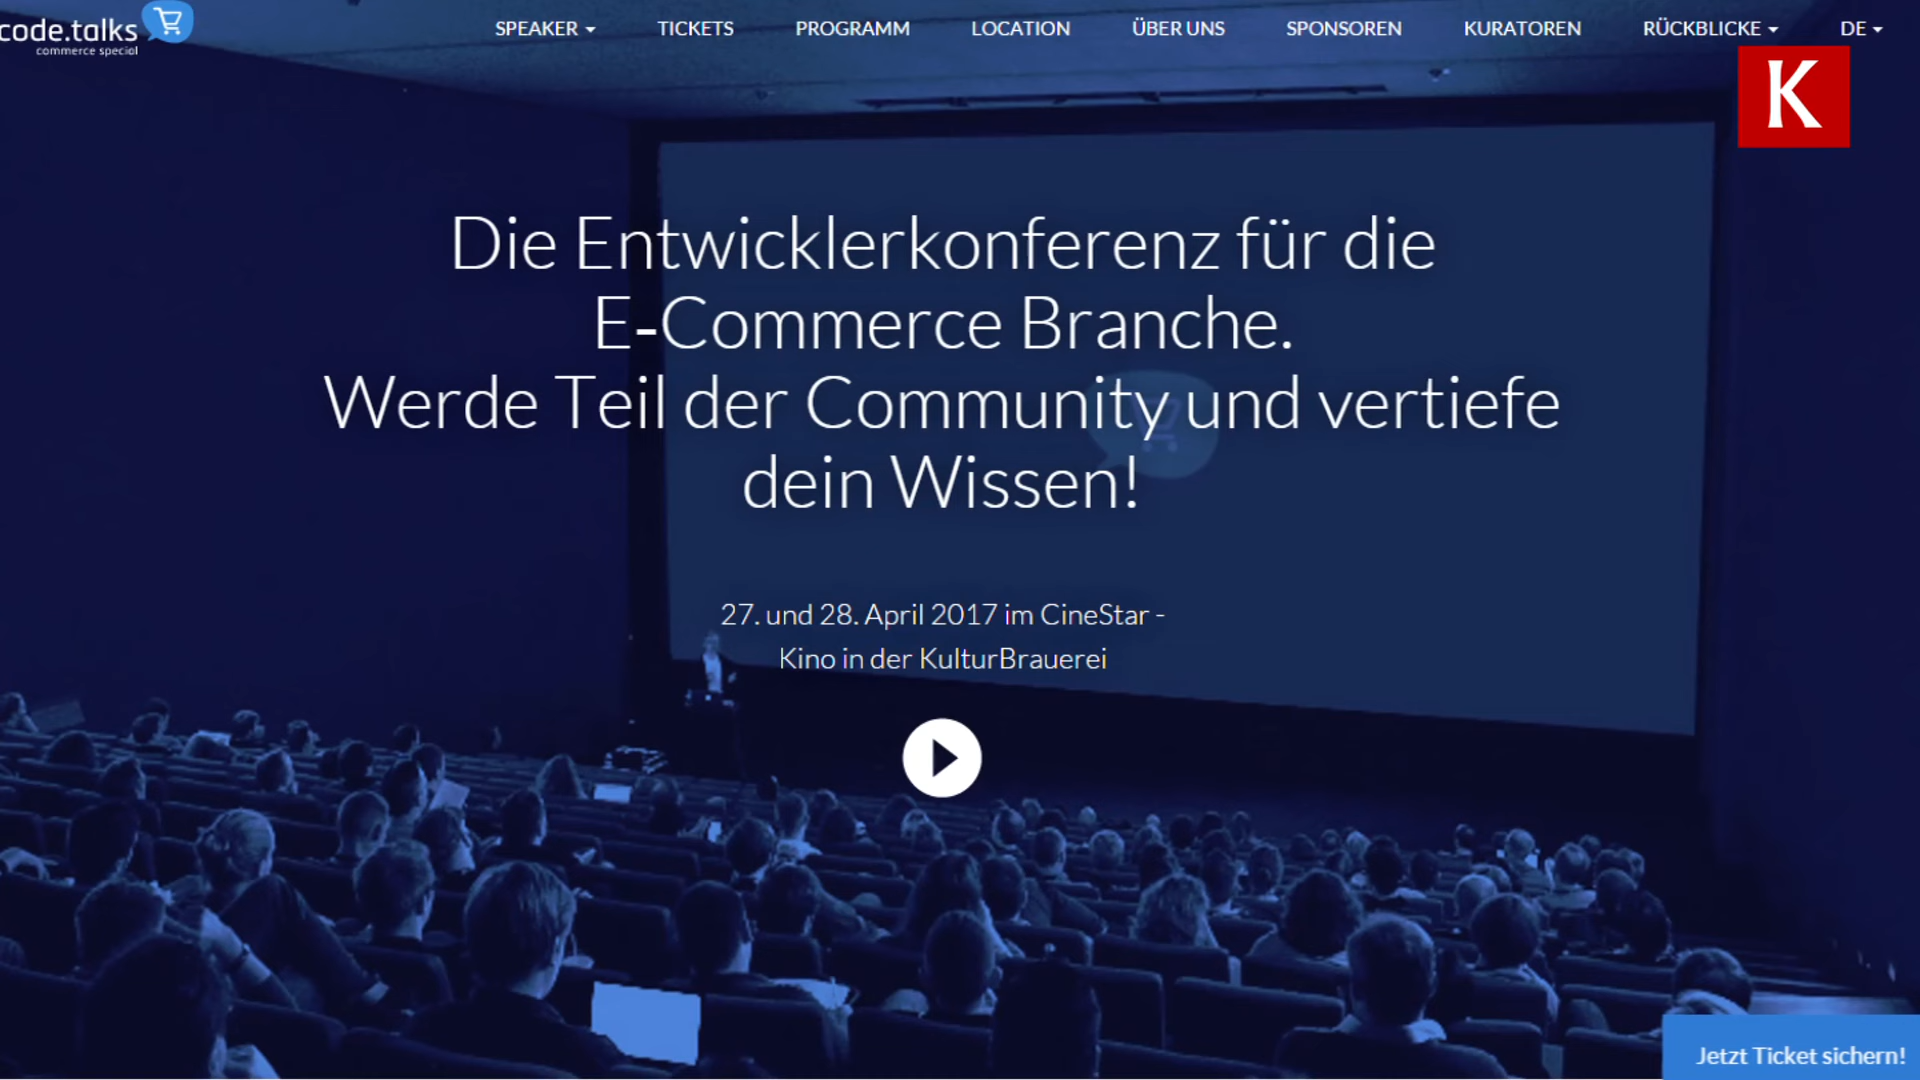 code.talks
commerce special
SPEAKER
TICKETS
PROGRAMM
LOCATION
ÜBER UNS
SPONSOREN
KURATOREN
RÜCKBLICKE
DE
K
Die Entwicklerkonferenz für die
E-Commerce Branche.
Werde Teil der Community und vertiefe
dein Wissen!
27. und 28. April 2017 im CineStar -
Kino in der KulturBrauerei
Jetzt Ticket sichern!